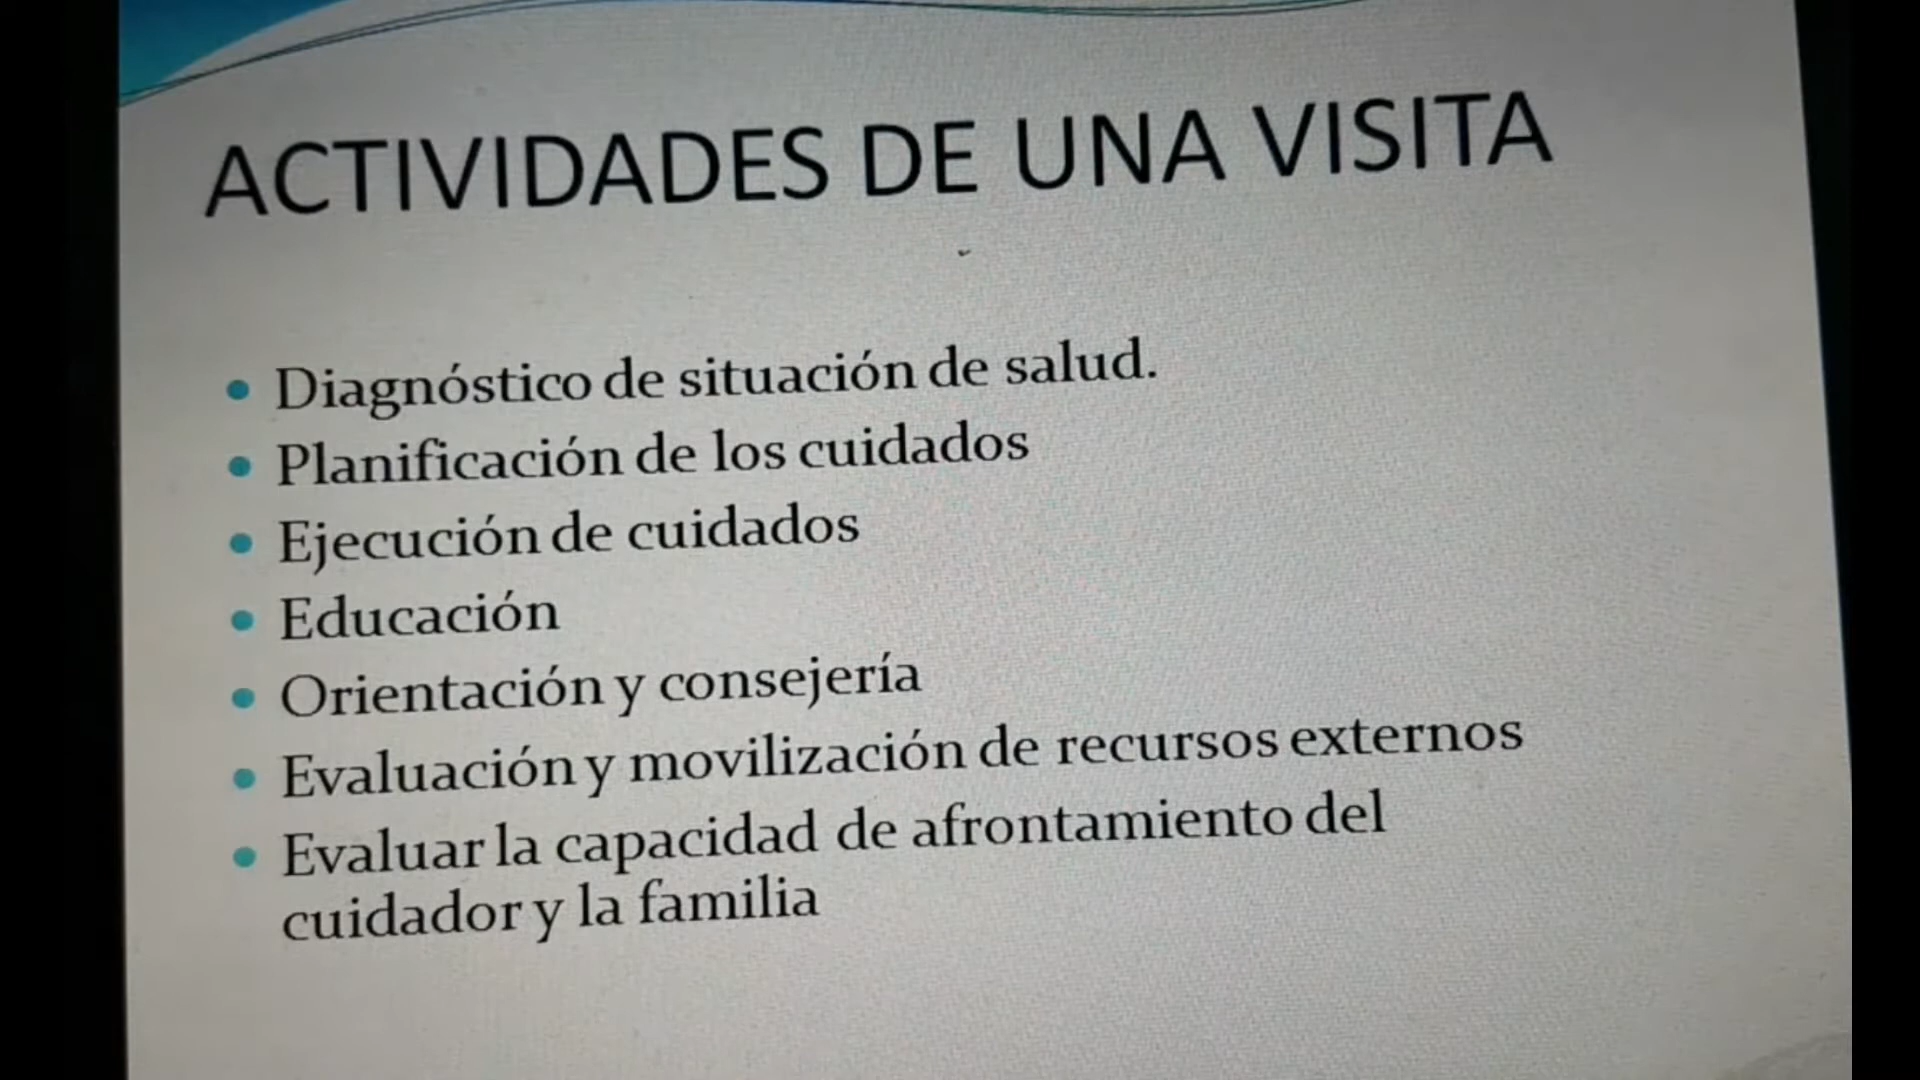 ACTIVIDADES DE UNA VISITA
Diagnóstico de situación de salud.
Planificación de los cuidados
Ejecución de cuidados
Educación
Orientación y consejería
Evaluación y movilización de recursos externos
Evaluar la capacidad de afrontamiento del
cuidador y la familia